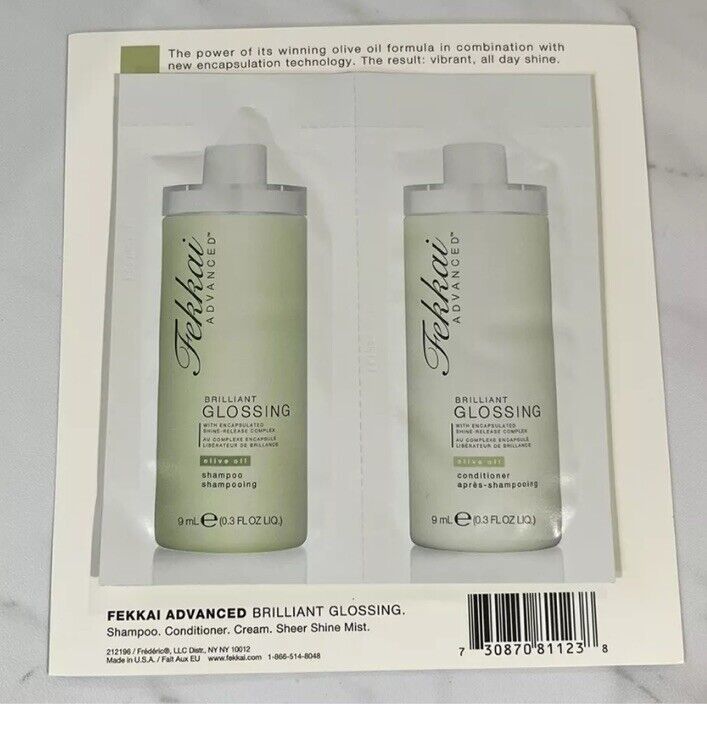 The power of its winning olive oil formula in combination with
new encapsulation technology. The result: vibrant, all day shine.
Fekkai
ADVANCED™
BRILLIANT
GLOSSING
WITH ENCAPSULATED
SHINE-RELEASE COMPLEX
AU COMPLEXE ENCAPSULÉ
LIBÉRATEUR DE BRILLANCE
olive oil
shampoo
shampooing
9 mL e (0.3 FL OZ LIQ.)
Fekkai
ADVANCED™
BRILLIANT
GLOSSING
WITH ENCAPSULATED
SHINE-RELEASE COMPLEX
AU COMPLEXE ENCAPSULÉ
LIBÉRATEUR DE BRILLANCE
olive oil
conditioner
après-shampooing
9 mL e (0.3 FL OZ LIQ.)
FEKKAI ADVANCED BRILLIANT GLOSSING.
Shampoo. Conditioner. Cream. Sheer Shine Mist.
212196 / Frédéric®, LLC Distr., NY NY 10012
Made in U.S.A. / Fait Aux EU www.fekkai.com 1-866-514-8048
7 30870 81123 8